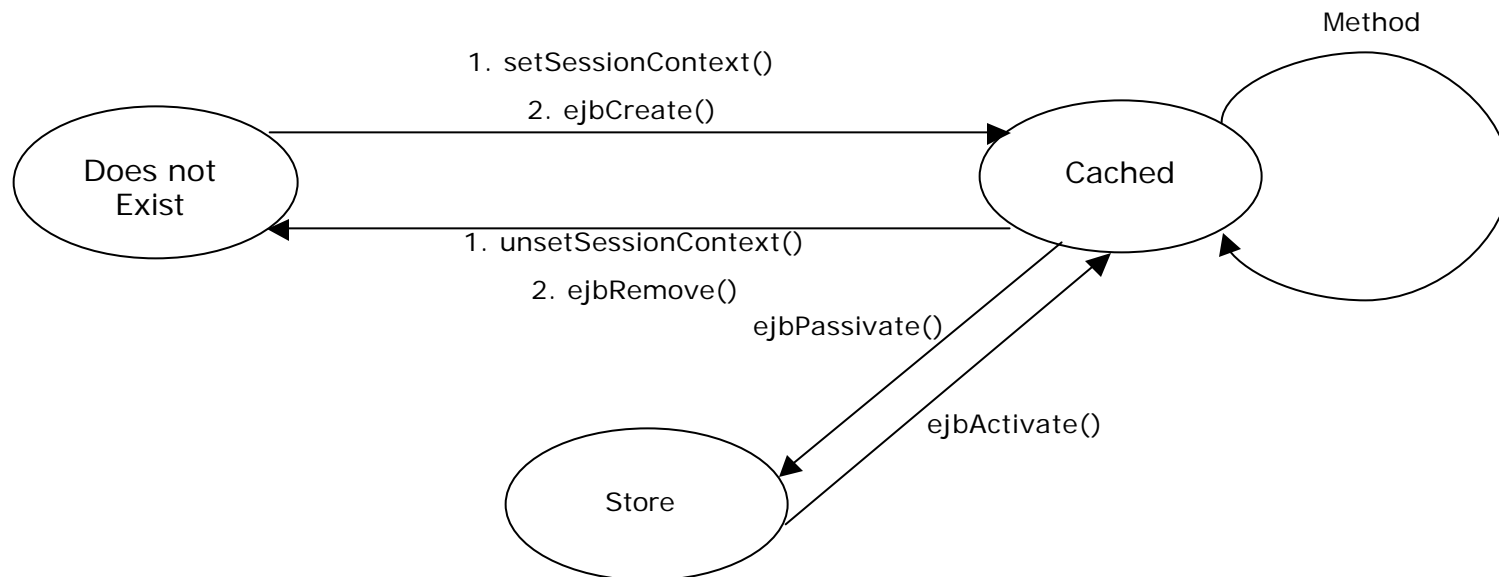 Method
1. setSessionContext()
2. ejbCreate()
Does not
Exist
Cached
1. unsetSessionContext()
2. ejbRemove()
ejbPassivate()
ejbActivate()
Store